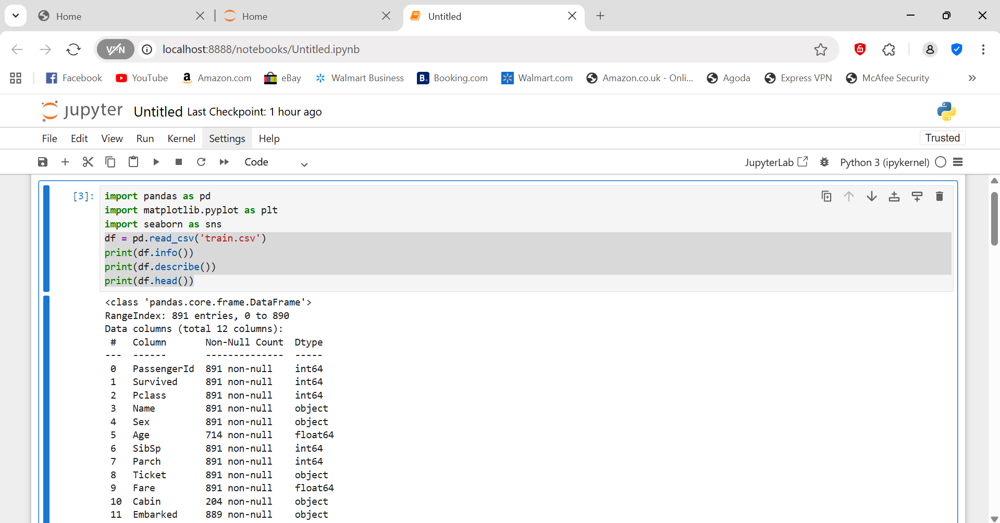 Home
Home
Untitled
VPN
localhost:8888/notebooks/Untitled.ipynb
Facebook
YouTube
Amazon.com
eBay
Walmart Business
B. Booking.com
Walmart.com
Amazon.co.uk - Onli...
Agoda
Express VPN
McAfee Security
jupyter Untitled Last Checkpoint: 1 hour ago
File Edit View Run Kernel Settings Help
Trusted
Code
JupyterLab
Python 3 (ipykernel)
[3]:
import pandas as pd
import matplotlib.pyplot as plt
import seaborn as sns
df = pd.read_csv('train.csv')
print(df.info())
print(df.describe())
print(df.head())
<class 'pandas.core.frame.DataFrame'>
RangeIndex: 891 entries, 0 to 890
Data columns (total 12 columns):
 #   Column       Non-Null Count  Dtype
---  ------       --------------  -----
 0   PassengerId  891 non-null    int64
 1   Survived     891 non-null    int64
 2   Pclass       891 non-null    int64
 3   Name         891 non-null    object
 4   Sex          891 non-null    object
 5   Age          714 non-null    float64
 6   SibSp        891 non-null    int64
 7   Parch        891 non-null    int64
 8   Ticket       891 non-null    object
 9   Fare         891 non-null    float64
 10  Cabin        204 non-null    object
 11  Embarked     889 non-null    object